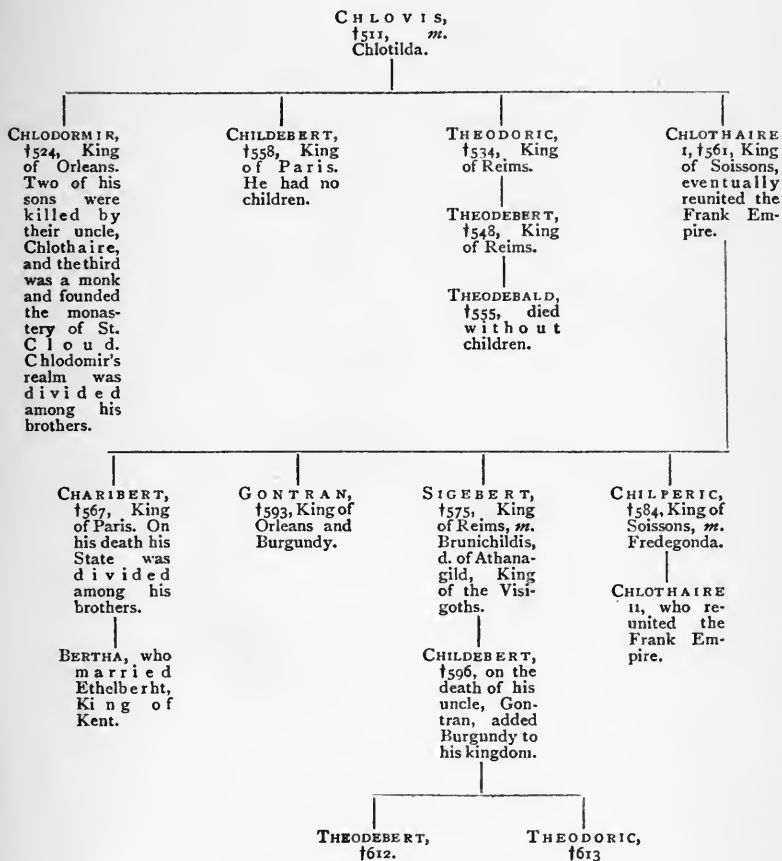 CHLOVIS,
†511, m.
Chlotilda.
CHLODORMIR,
†524, King
of Orleans.
Two of his
sons were
killed by
their uncle,
Chlothaire,
and the third
was a monk
and founded
the monas-
tery of St.
Cloud.
Chlodomir's
realm was
divided
among his
brothers.
CHILDEBERT,
†558, King
of Paris.
He had no
children.
THEODORIC,
†534, King
of Reims.
THEODEBERT,
†548, King
of Reims.
THEODEBALD,
†555, died
without
children.
CHLOTHAIRE
I, †561, King
of Soissons,
eventually
reunited the
Frank Em-
pire.
CHARIBERT,
†567, King
of Paris. On
his death his
State was
divided
among his
brothers.
BERTHA, who
married
Ethelberht,
King of
Kent.
GONTRAN,
†593, King of
Orleans and
Burgundy.
SIGEBERT,
†575, King
of Reims, m.
Brunichildis,
d. of Athana-
gild, King
of the Visi-
goths.
CHILDEBERT,
†596, on the
death of his
uncle, Gon-
tran, added
Burgundy to
his kingdom.
CHILPERIC,
†584, King of
Soissons, m.
Fredegonda.
CHLOTHAIRE
II, who re-
united the
Frank Em-
pire.
THEODEBERT,
†612.
THEODORIC,
†613